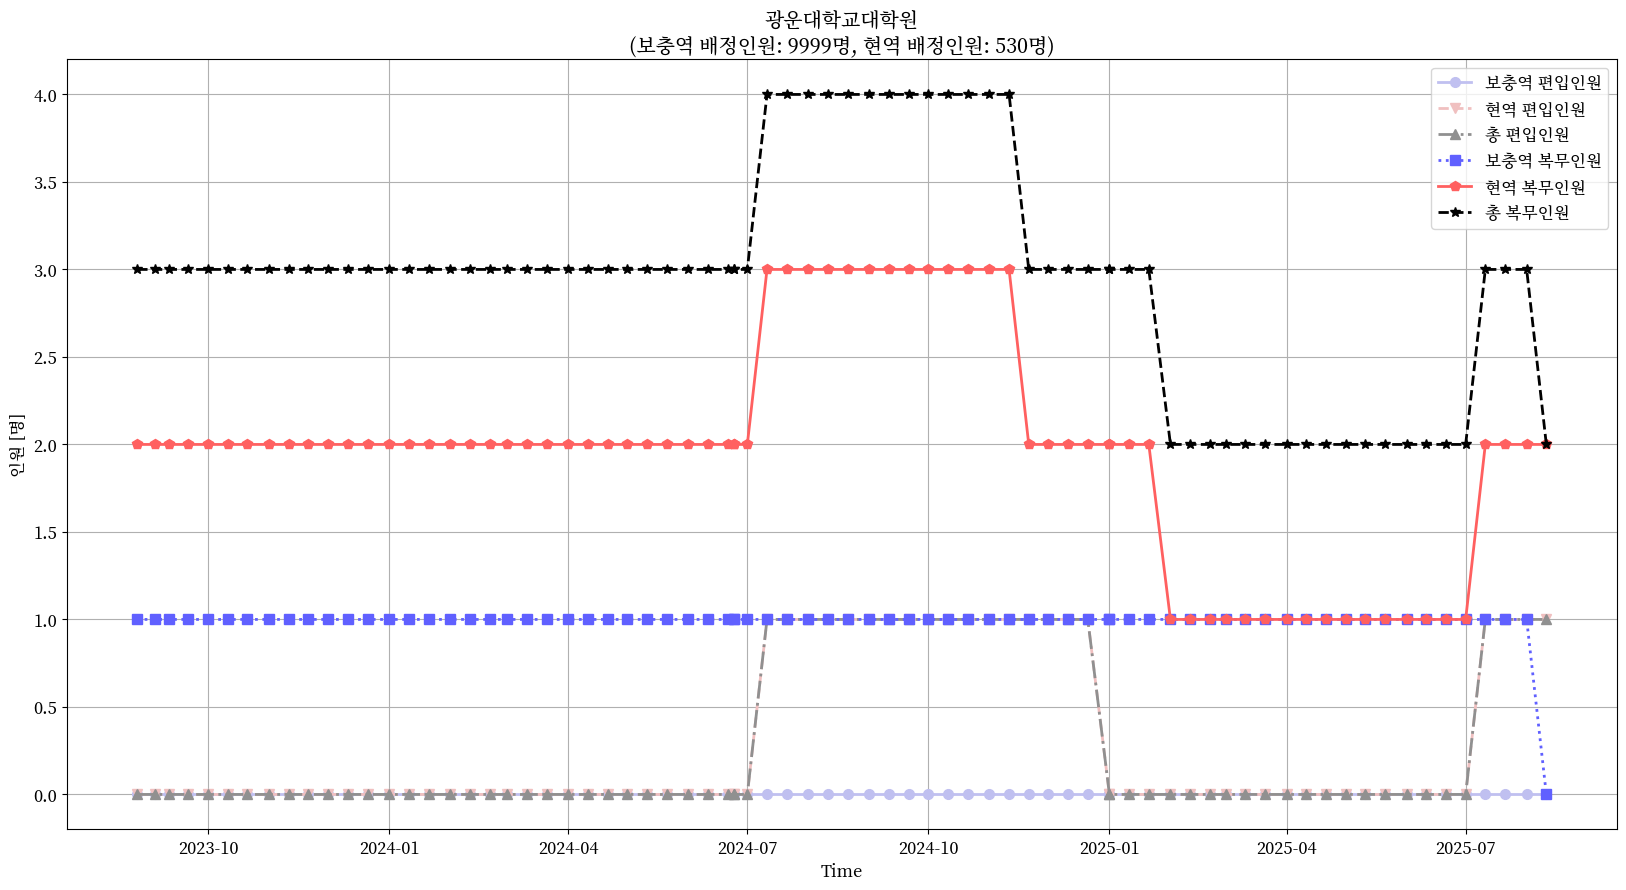 광운대학교대학원
(보충역 배정인원: 9999명, 현역 배정인원: 530명)
보충역 편입인원
현역 편입인원
총 편입인원
보충역 복무인원
현역 복무인원
총 복무인원
인원 [명]
4.0
3.5
3.0
2.5
2.0
1.5
1.0
0.5
0.0
2023-10
2024-01
2024-04
2024-07
2024-10
2025-01
2025-04
2025-07
Time